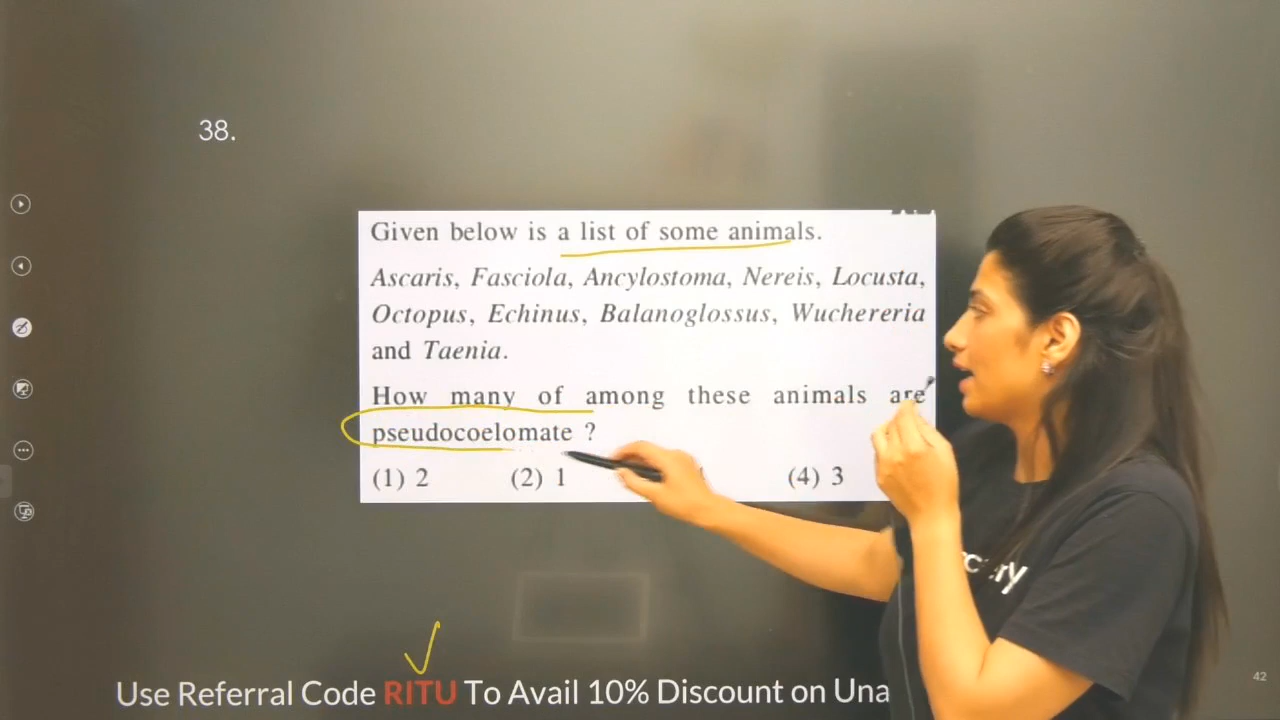 38.
Given below is a list of some animals.
Ascaris, Fasciola, Ancylostoma, Nereis, Locusta,
Octopus, Echinus, Balanoglossus, Wuchereria
and Taenia.
How many of among these animals are
pseudocoelomate ?
(1) 2 (2) 1 (4) 3
Use Referral Code RITU To Avail 10% Discount on Una
42